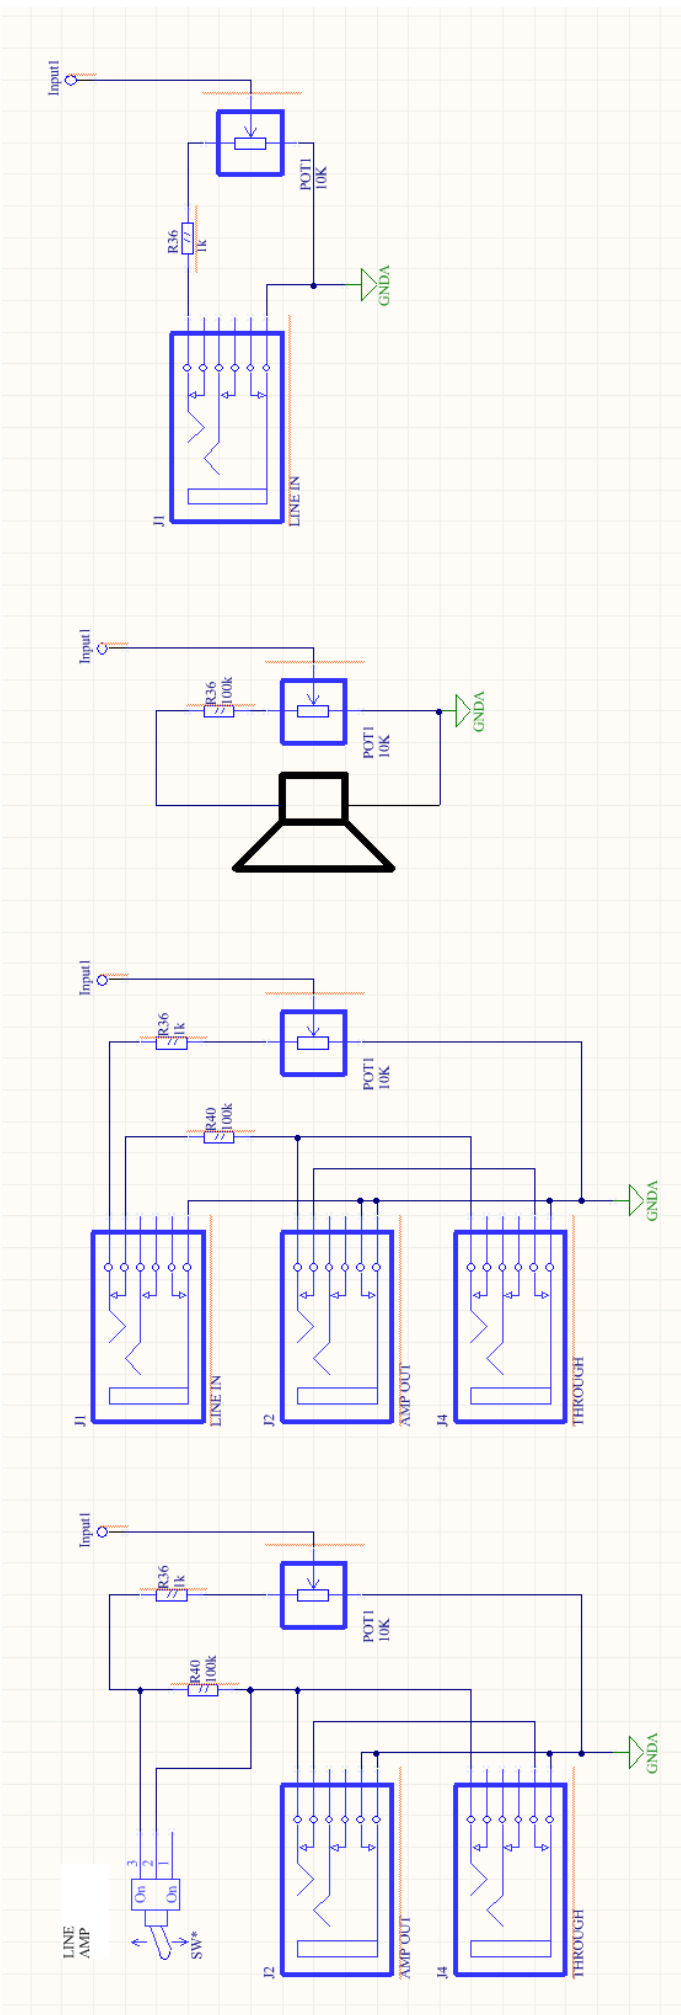 Input1
POT1
10K
R36
1k
GNDA
J1
LINE IN
Input1
R36
100k
POT1
10K
GNDA
Input1
R36
1k
POT1
10K
R40
100k
GNDA
J1
LINE IN
J2
AMP OUT
J4
THROUGH
Input1
R36
1k
POT1
10K
R40
100k
GNDA
3
2
1
On
On
SW*
LINE
AMP
J2
AMP OUT
J4
THROUGH